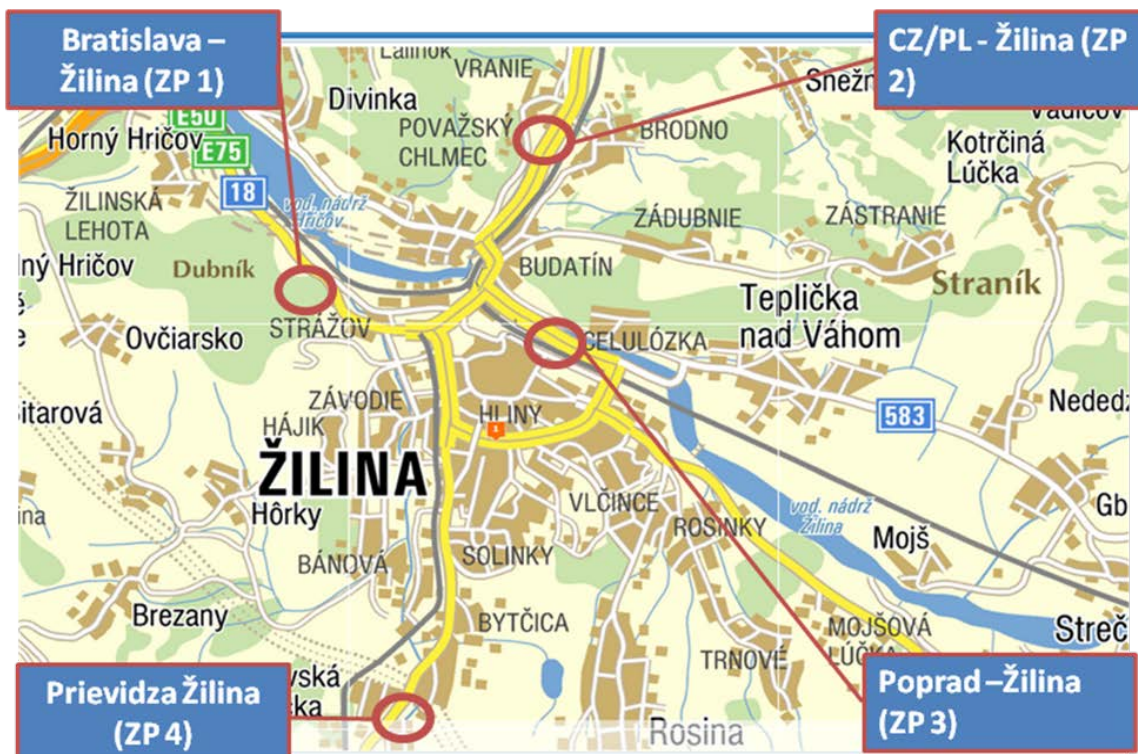 Bratislava –
Žilina (ZP 1)
CZ/PL - Žilina (ZP
2)
Lalinok
VRANIE
Divinka
POVAŽSKÝ
CHLMEC
BRODNO
E50
Horný Hričov
E75
18
Kotrčiná
Lúčka
ŽILINSKÁ
LEHOTA
vod. nádrž
Hričov
ZÁDUBNIE
ZÁSTRANIE
Dubník
BUDATÍN
Straník
Teplička
nad Váhom
STRÁŽOV
Ovčiarsko
CELULÓZKA
ZÁVODIE
HÁJIK
HLINY
583
ŽILINA
Hôrky
VLČINCE
ROSINKY
vod. nádrž
Žilina
Mojš
SOLINKY
BÁNOVÁ
Brezany
BYTČICA
MOJŠOVÁ
LÚČKA
TRNOVÉ
Rosina
Prievidza Žilina
(ZP 4)
Poprad –Žilina
(ZP 3)